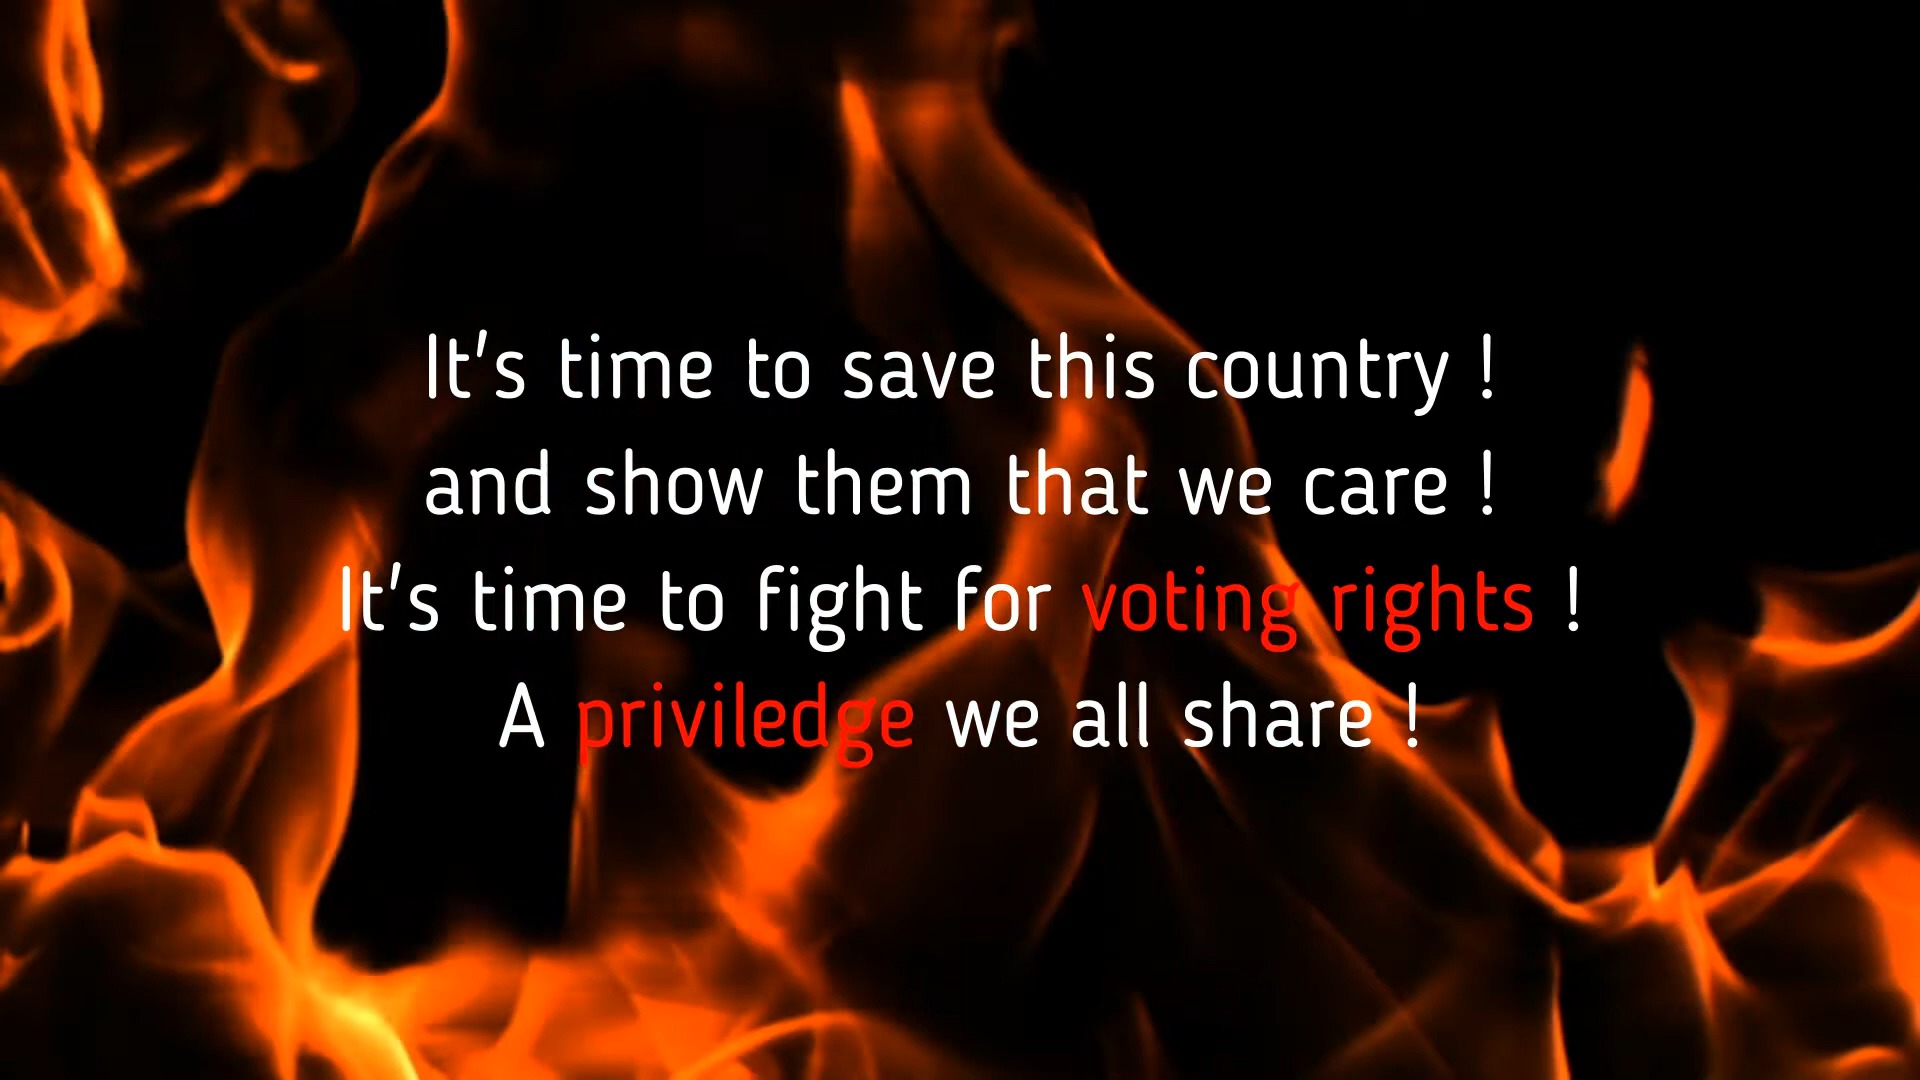 It's time to save this country !
and show them that we care !
It's time to fight for voting rights !
A priviledge we all share !